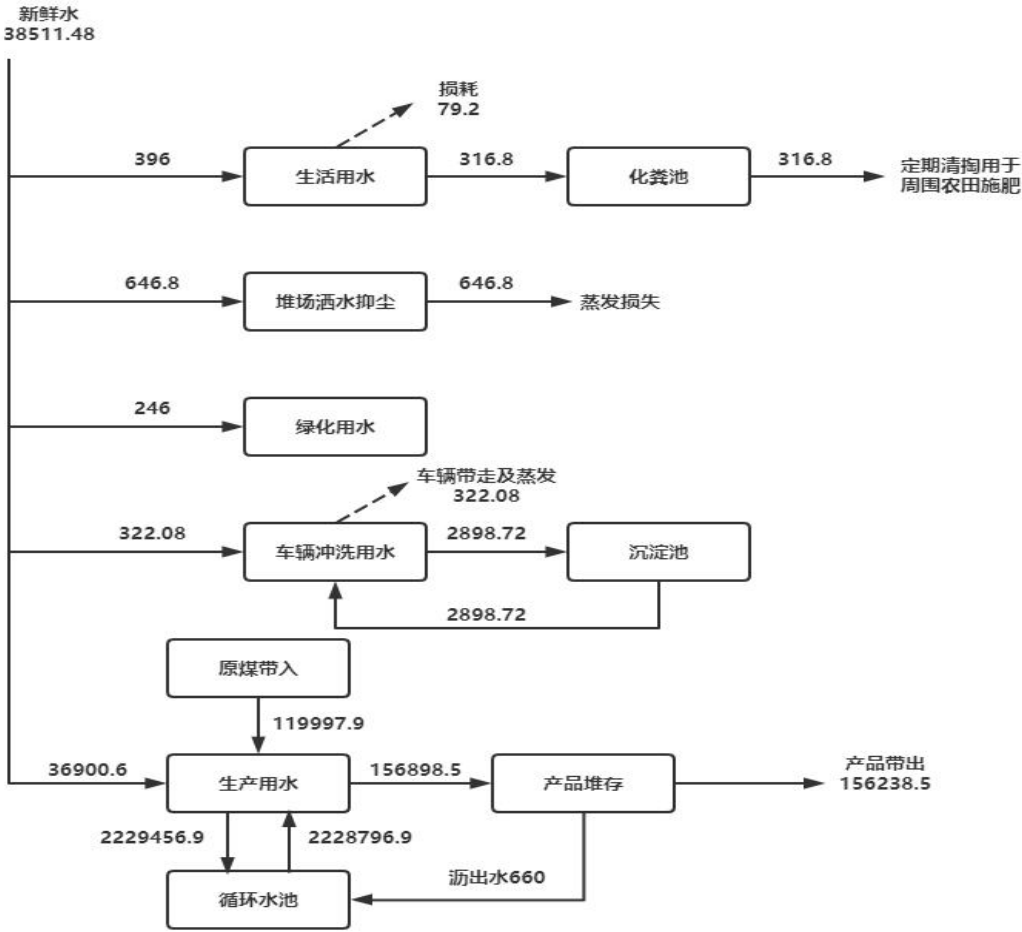 新鲜水
38511.48
损耗
79.2
396
生活用水
316.8
化粪池
316.8
定期清掏用于
周围农田施肥
646.8
堆场洒水抑尘
646.8
蒸发损失
246
绿化用水
车辆带走及蒸发
322.08
322.08
车辆冲洗用水
2898.72
沉淀池
2898.72
原煤带入
119997.9
36900.6
生产用水
156898.5
产品堆存
产品带出
156238.5
2229456.9
2228796.9
沥出水660
循环水池